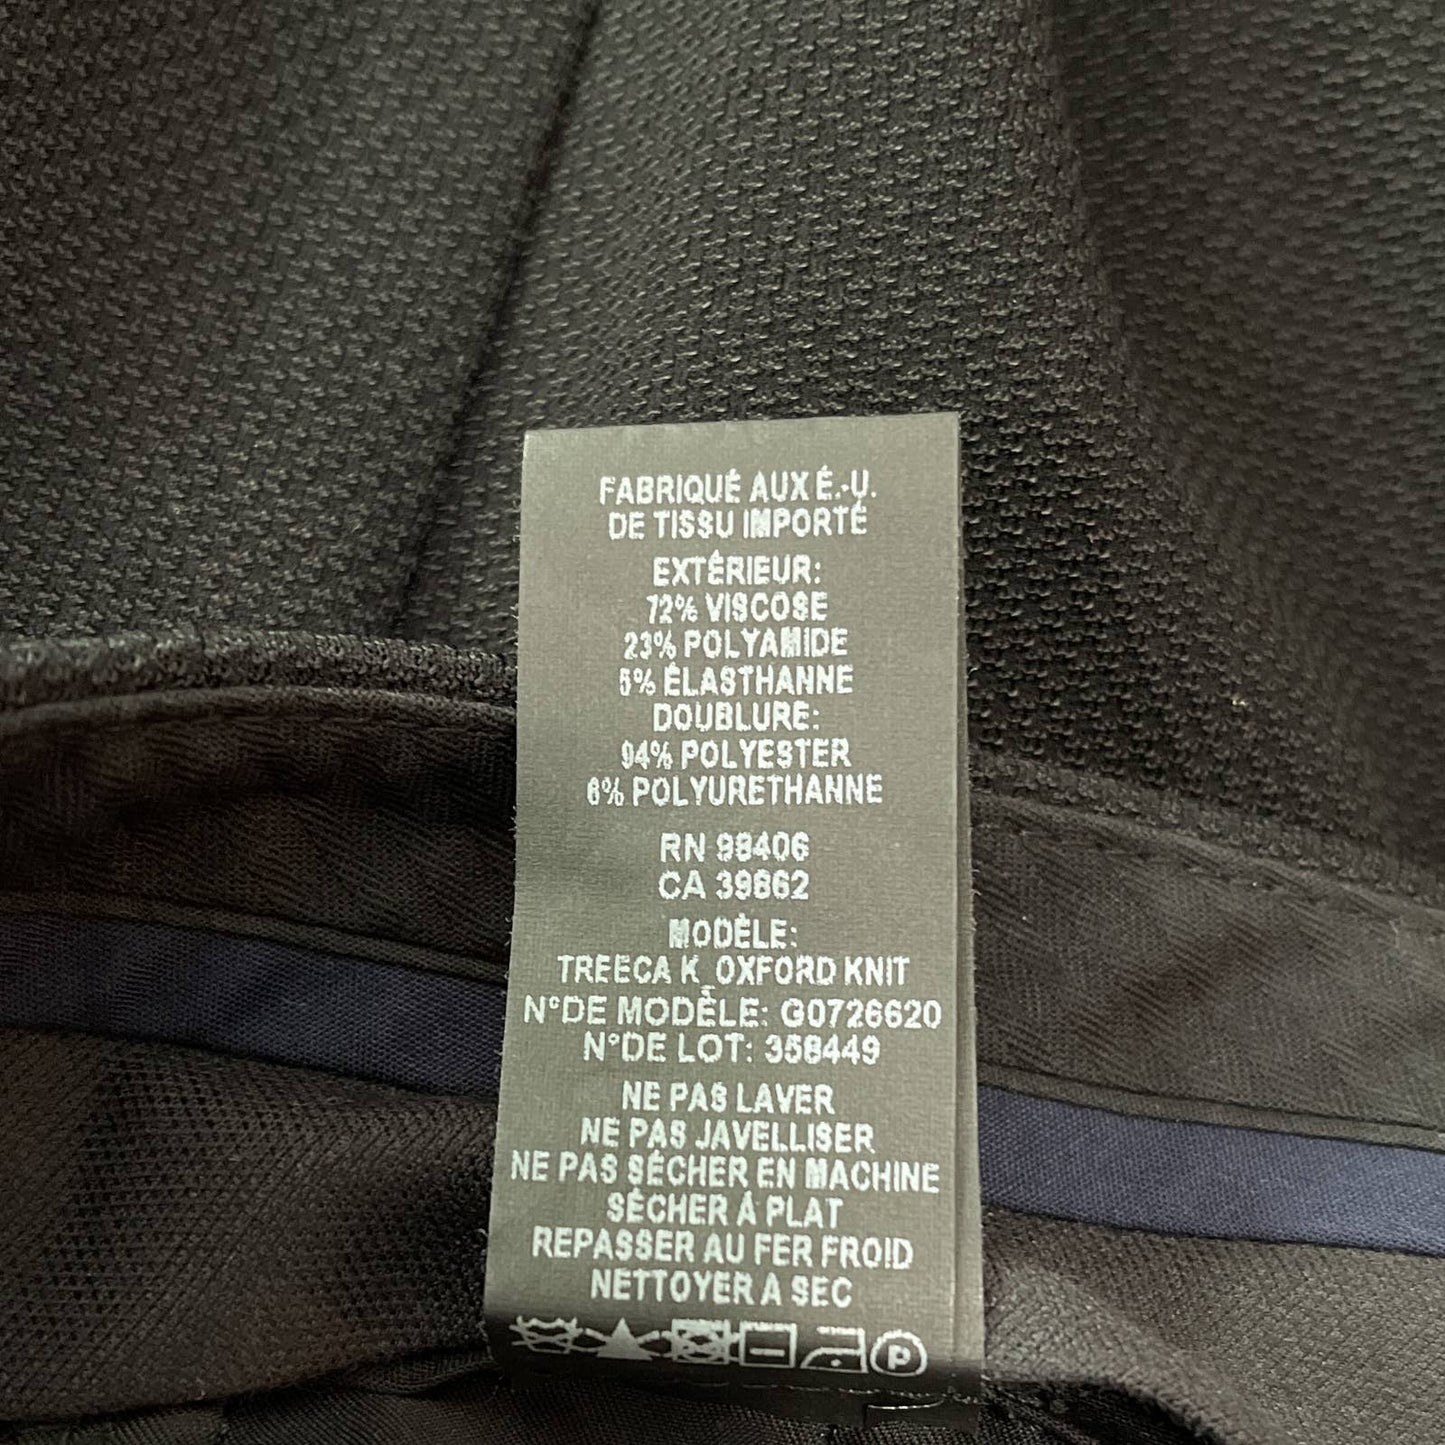 FABRIQUÉ AUX É.-U.
DE TISSU IMPORTÉ
EXTÉRIEUR:
72% VISCOSE
23% POLYAMIDE
5% ÉLASTHANNE
DOUBLURE:
94% POLYESTER
6% POLYURETHANNE
RN 98406
CA 39862
MODÈLE:
TREECA K_OXFORD KNIT
N°DE MODÈLE: G0726620
N°DE LOT: 358449
NE PAS LAVER
NE PAS JAVELLISER
NE PAS SÉCHER EN MACHINE
SÉCHER À PLAT
REPASSER AU FER FROID
NETTOYER A SEC
P